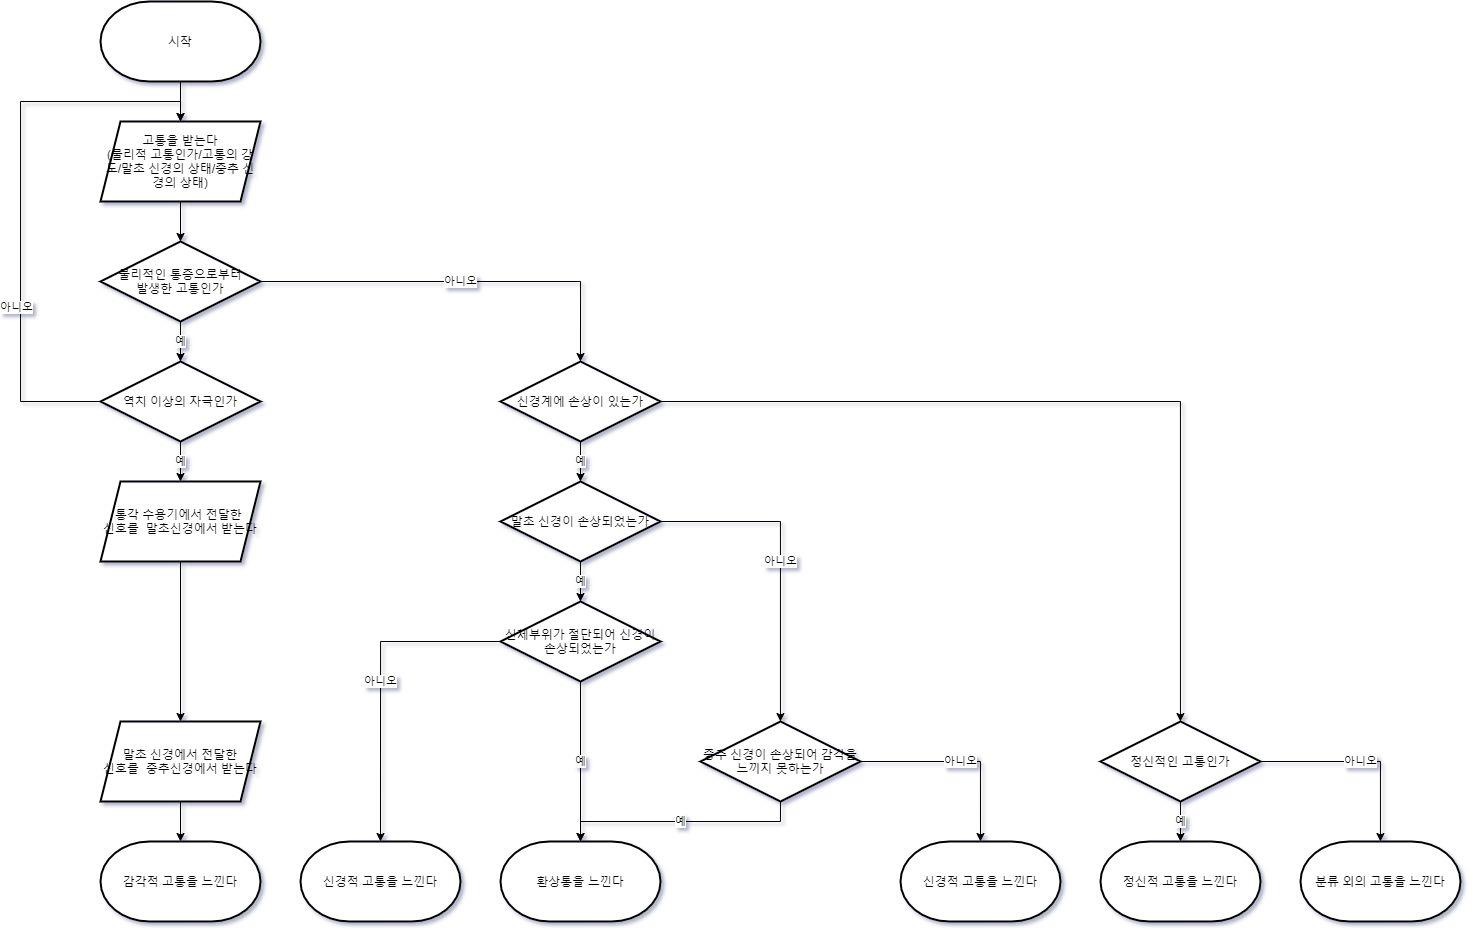 시작
고통을 받는다
(물리적 고통인가/고통의 강
도/말초 신경의 상태/중추 신
경의 상태)
물리적인 통증으로부터
발생한 고통인가
아니오
아니오
예
역치 이상의 자극인가
신경계에 손상이 있는가
예
예
통각 수용기에서 전달한
신호를 말초신경에서 받는다
말초 신경이 손상되었는가
아니오
예
신체부위가 절단되어 신경이
손상되었는가
아니오
말초 신경에서 전달한
신호를 중추신경에서 받는다
예
중추 신경이 손상되어 감각을
느끼지 못하는가
아니오
정신적인 고통인가
아니오
예
예
감각적 고통을 느낀다
신경적 고통을 느낀다
환상통을 느낀다
신경적 고통을 느낀다
정신적 고통을 느낀다
분류 외의 고통을 느낀다